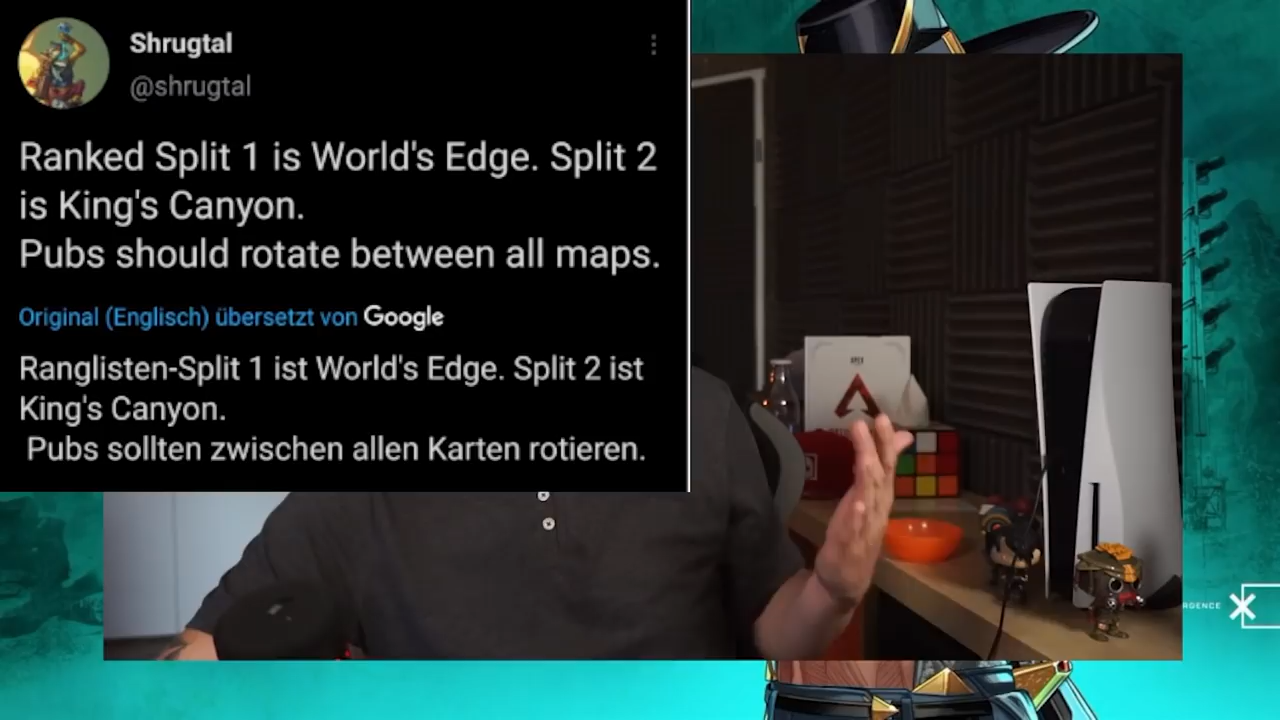 Shrugtal
@shrugtal
Ranked Split 1 is World's Edge. Split 2
is King's Canyon.
Pubs should rotate between all maps.
Original (Englisch) übersetzt von Google
Ranglisten-Split 1 ist World's Edge. Split 2 ist
King's Canyon.
Pubs sollten zwischen allen Karten rotieren.
APEX
RGENCE